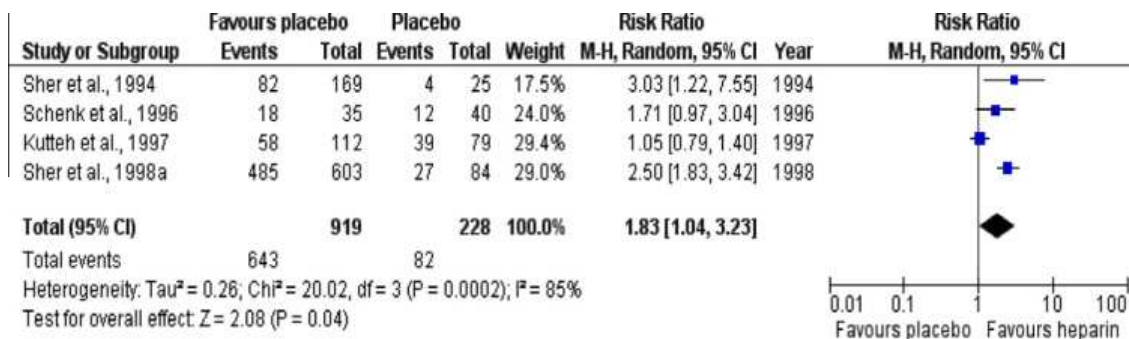 Favours placebo Placebo Risk Ratio Risk Ratio
Study or Subgroup Events Total Events Total Weight M-H, Random, 95% CI Year M-H, Random, 95% CI
Sher et al., 1994 82 169 4 25 17.5% 3.03 [1.22, 7.55] 1994
Schenk et al., 1996 18 35 12 40 24.0% 1.71 [0.97, 3.04] 1996
Kutteh et al., 1997 58 112 39 79 29.4% 1.05 [0.79, 1.40] 1997
Sher et al., 1998a 485 603 27 84 29.0% 2.50 [1.83, 3.42] 1998
Total (95% CI) 919 228 100.0% 1.83 [1.04, 3.23]
Total events 643 82
Heterogeneity: Tau² = 0.26; Chi² = 20.02, df = 3 (P = 0.0002); I² = 85%
Test for overall effect: Z = 2.08 (P = 0.04)
0.01 0.1 1 10 100
Favours placebo Favours heparin